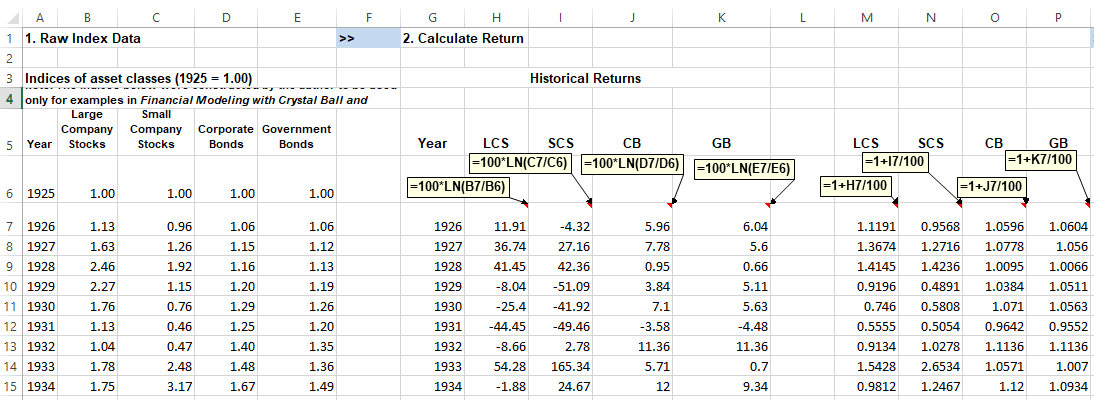 A B C D E F G H I J K L M N O P
1 1. Raw Index Data >> 2. Calculate Return
2
3 Indices of asset classes (1925 = 1.00) Historical Returns
4 only for examples in Financial Modeling with Crystal Ball and
Large Small
Company Company Corporate Government
5 Year Stocks Stocks Bonds Bonds Year LCS SCS CB GB LCS SCS CB GB
=100*LN(C7/C6) =100*LN(D7/D6) =100*LN(E7/E6) =1+I7/100 =1+K7/100
=100*LN(B7/B6) =1+H7/100 =1+J7/100
6 1925 1.00 1.00 1.00 1.00
7 1926 1.13 0.96 1.06 1.06 1926 11.91 -4.32 5.96 6.04 1.1191 0.9568 1.0596 1.0604
8 1927 1.63 1.26 1.15 1.12 1927 36.74 27.16 7.78 5.6 1.3674 1.2716 1.0778 1.056
9 1928 2.46 1.92 1.16 1.13 1928 41.45 42.36 0.95 0.66 1.4145 1.4236 1.0095 1.0066
10 1929 2.27 1.15 1.20 1.19 1929 -8.04 -51.09 3.84 5.11 0.9196 0.4891 1.0384 1.0511
11 1930 1.76 0.76 1.29 1.26 1930 -25.4 -41.92 7.1 5.63 0.746 0.5808 1.071 1.0563
12 1931 1.13 0.46 1.25 1.20 1931 -44.45 -49.46 -3.58 -4.48 0.5555 0.5054 0.9642 0.9552
13 1932 1.04 0.47 1.40 1.35 1932 -8.66 2.78 11.36 11.36 0.9134 1.0278 1.1136 1.1136
14 1933 1.78 2.48 1.48 1.36 1933 54.28 165.34 5.71 0.7 1.5428 2.6534 1.0571 1.007
15 1934 1.75 3.17 1.67 1.49 1934 -1.88 24.67 12 9.34 0.9812 1.2467 1.12 1.0934